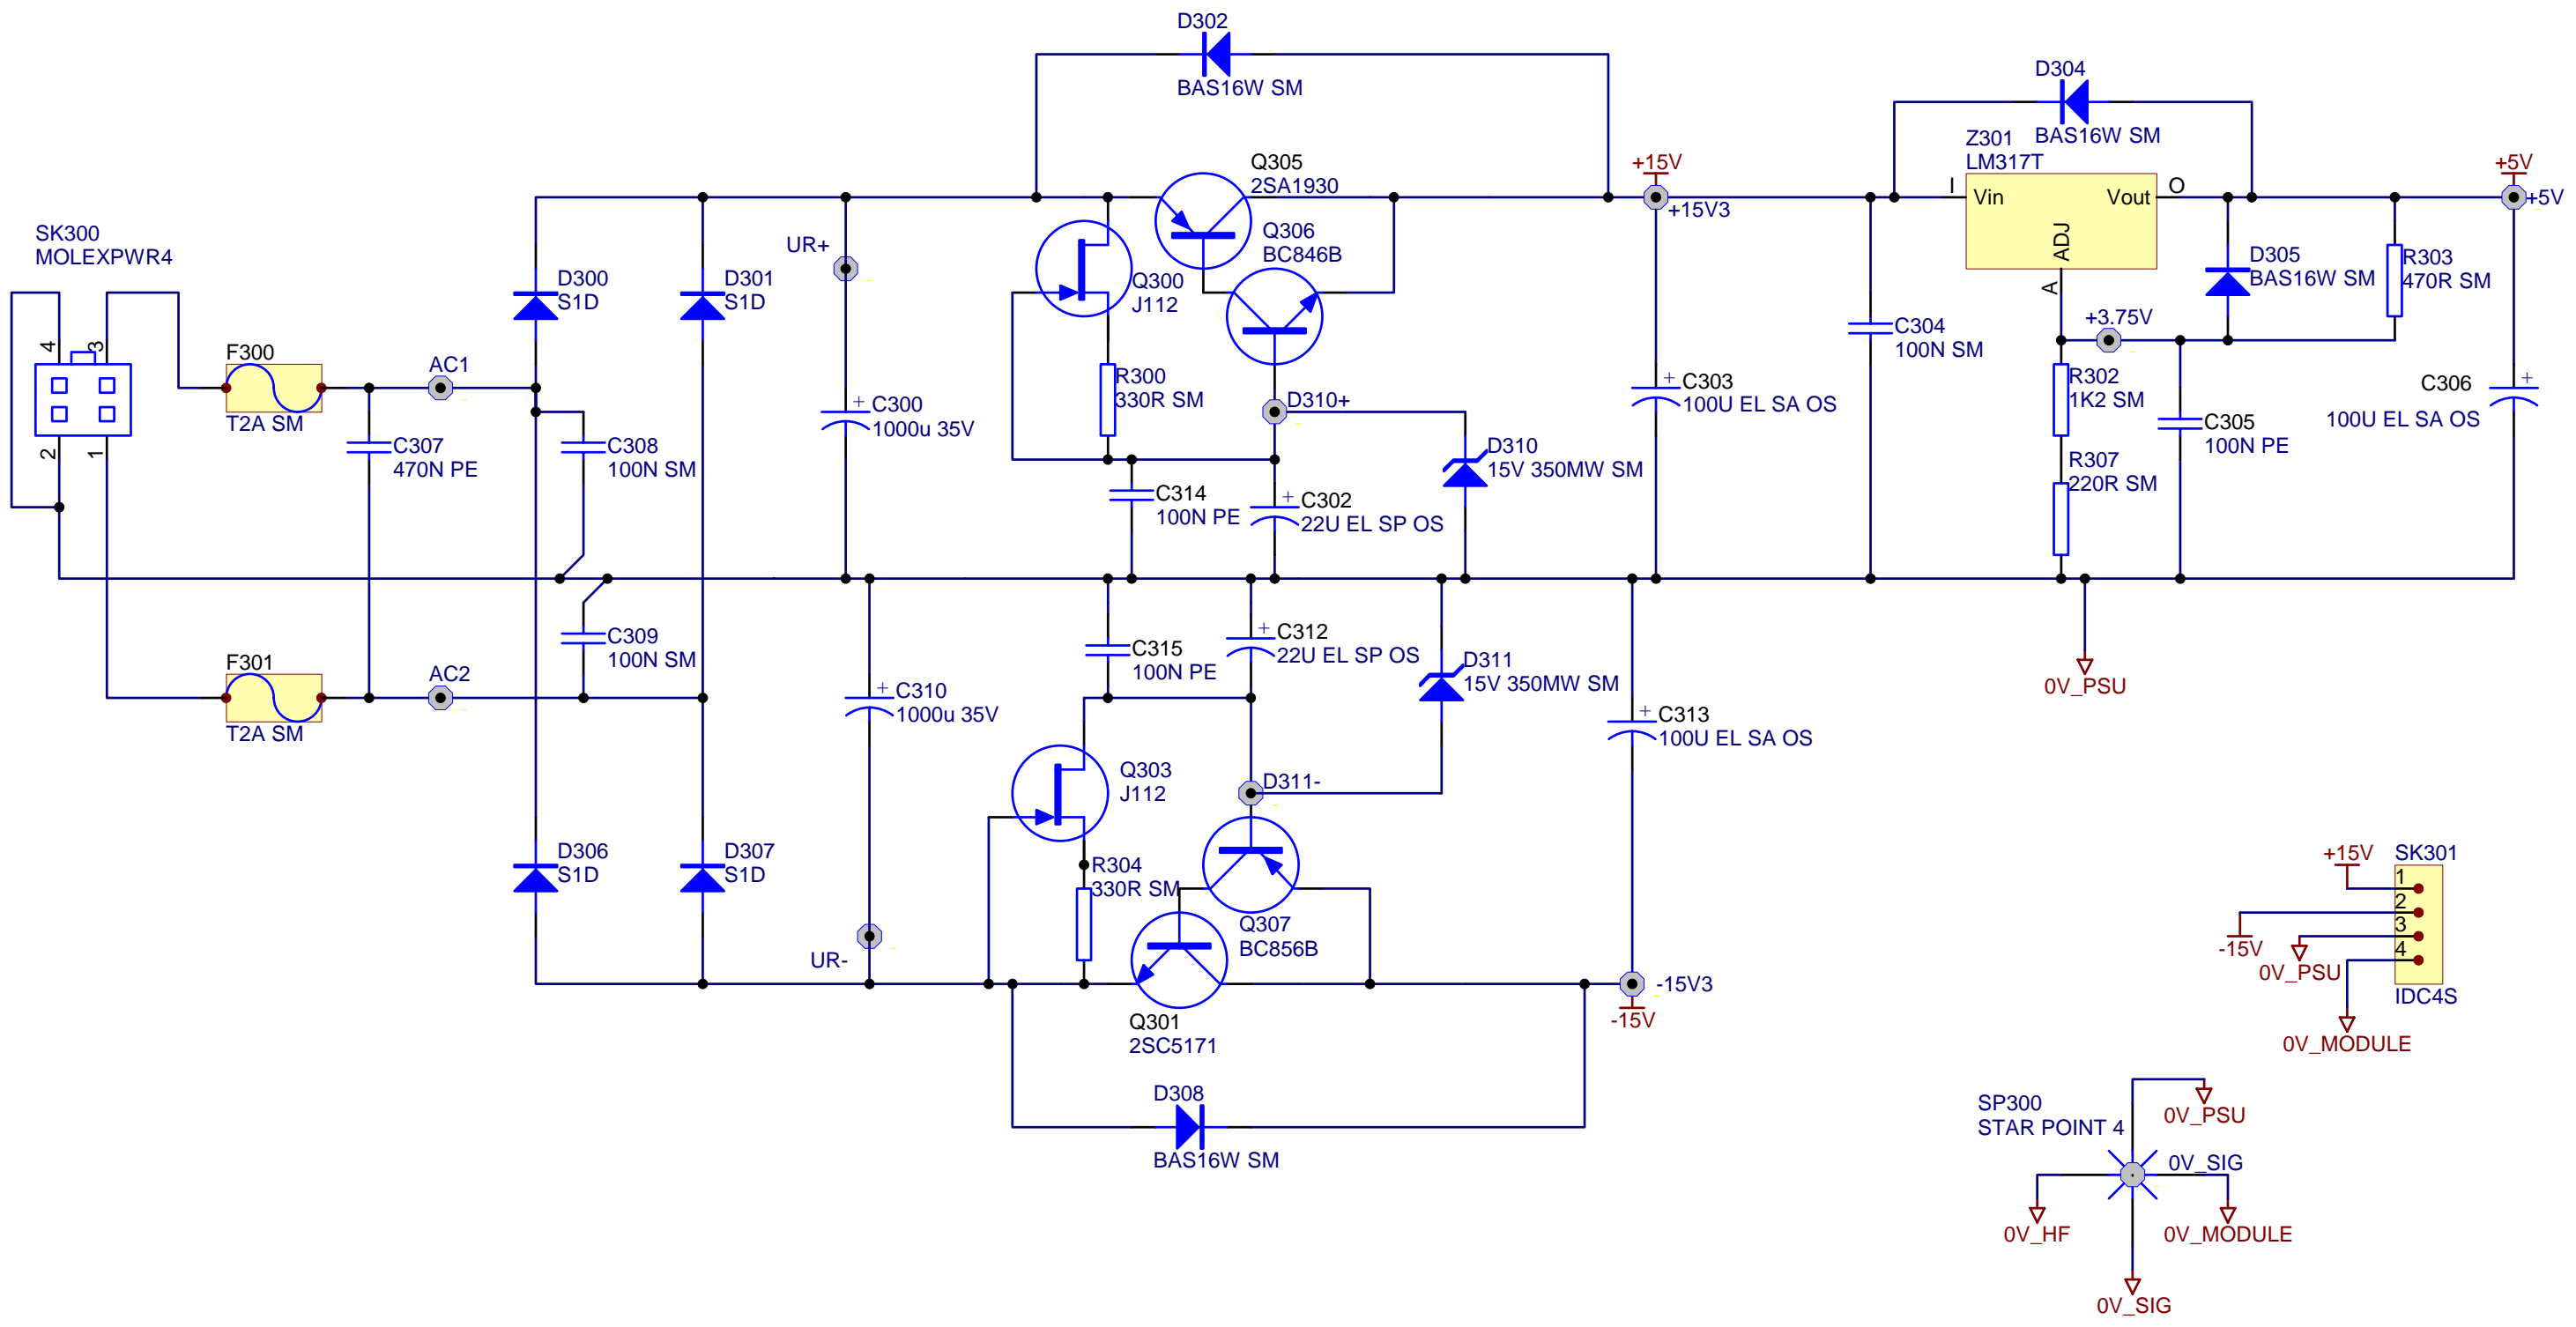 D302
BAS16W SM
D304
BAS16W SM
Z301
LM317T
I
Vin
Vout
O
ADJ
A
Q305
2SA1930
Q306
BC846B
+15V
+15V3
+5V
+5V
SK300
MOLEXPWR4
4
3
2
1
UR+
D300
S1D
D301
S1D
Q300
J112
D305
BAS16W SM
R303
470R SM
+3.75V
F300
T2A SM
AC1
C307
470N PE
C308
100N SM
C300
1000u 35V
+
R300
330R SM
D310+
D310
15V 350MW SM
C314
100N PE
+
C302
22U EL SP OS
+
C303
100U EL SA OS
C304
100N SM
R302
1K2 SM
R307
220R SM
C305
100N PE
C306
+
100U EL SA OS
F301
T2A SM
AC2
C309
100N SM
+
C310
1000u 35V
C315
100N PE
+
C312
22U EL SP OS
D311
15V 350MW SM
+
C313
100U EL SA OS
0V_PSU
Q303
J112
D311-
D306
S1D
D307
S1D
R304
330R SM
Q307
BC856B
UR-
Q301
2SC5171
-15V3
-15V
D308
BAS16W SM
+15V
SK301
1
2
3
4
-15V
0V_PSU
IDC4S
0V_MODULE
SP300
STAR POINT 4
0V_PSU
0V_SIG
0V_HF
0V_MODULE
0V_SIG